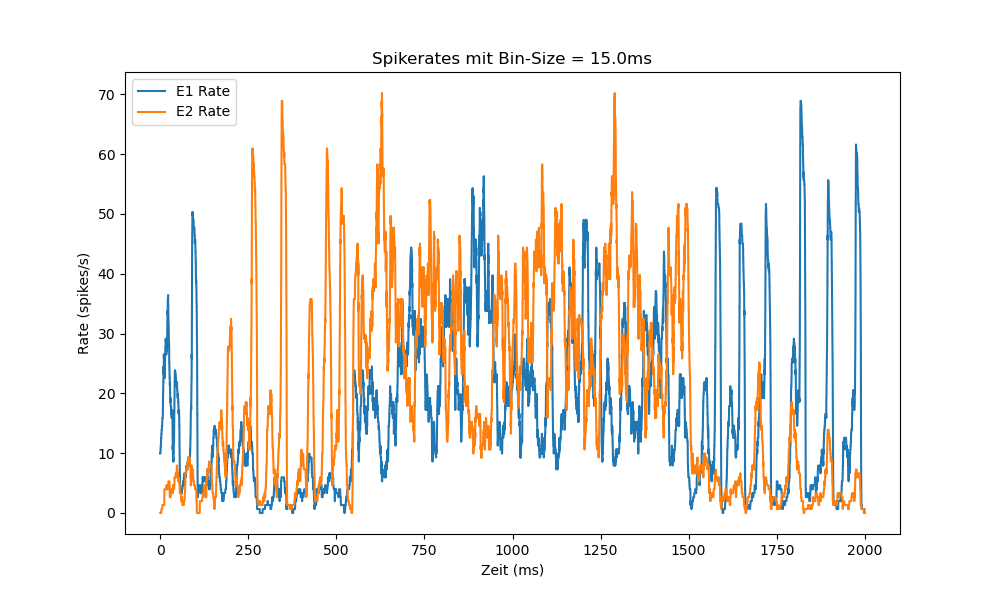 Spikerates mit Bin-Size = 15.0ms
E1 Rate
E2 Rate
70
60
50
40
30
20
10
0
Rate (spikes/s)
0 250 500 750 1000 1250 1500 1750 2000
Zeit (ms)